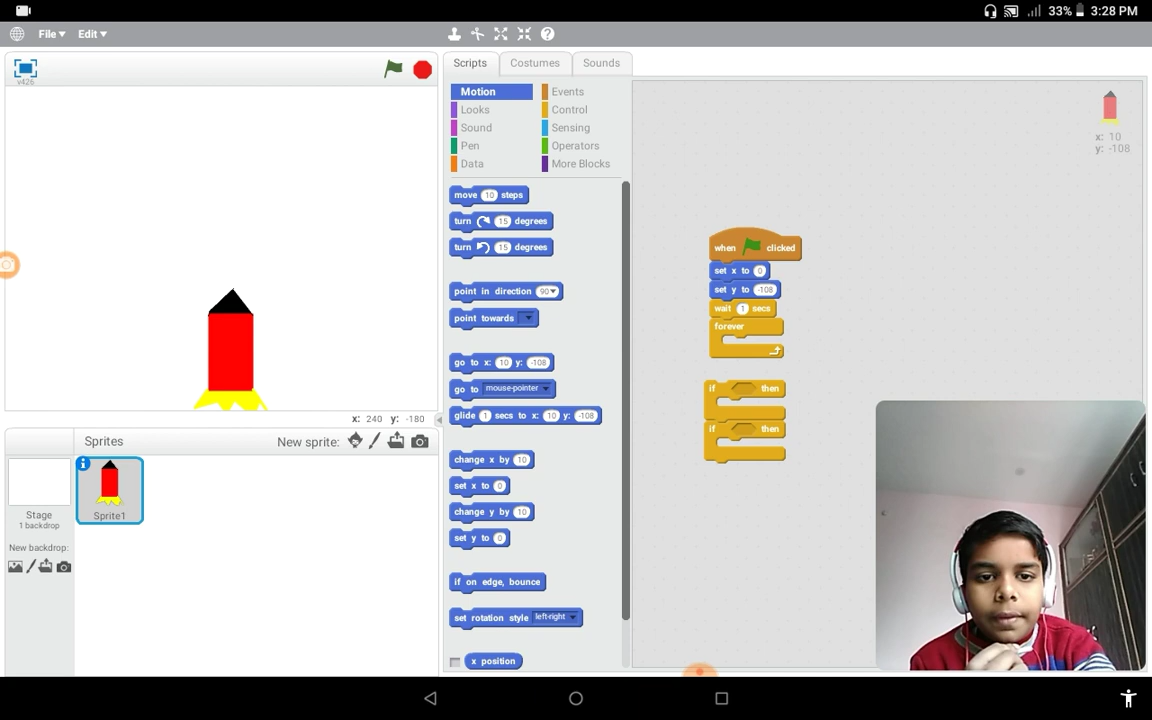 33% 3:28 PM
File Edit
v426
Scripts Costumes Sounds
Motion Events
Looks Control
Sound Sensing
Pen Operators
Data More Blocks
move 10 steps
turn 15 degrees
turn 15 degrees
point in direction 90
point towards
go to x: 10 y: -108
go to mouse-pointer
glide 1 secs to x: 10 y: -108
change x by 10
set x to 0
change y by 10
set y to 0
if on edge, bounce
set rotation style left-right
x position
x: 10
y: -108
when clicked
set x to 0
set y to -108
wait 1 secs
forever
if then
if then
x: 240 y: -180
Sprites New sprite:
Stage
1 backdrop
New backdrop:
i
Sprite1